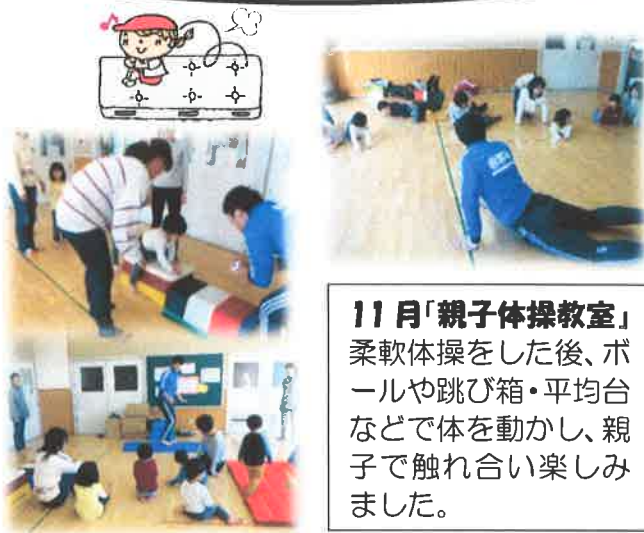 11月「親子体操教室」
柔軟体操をした後、ボ
ールや跳び箱・平均台
などで体を動かし、親
子で触れ合い楽しみ
ました。